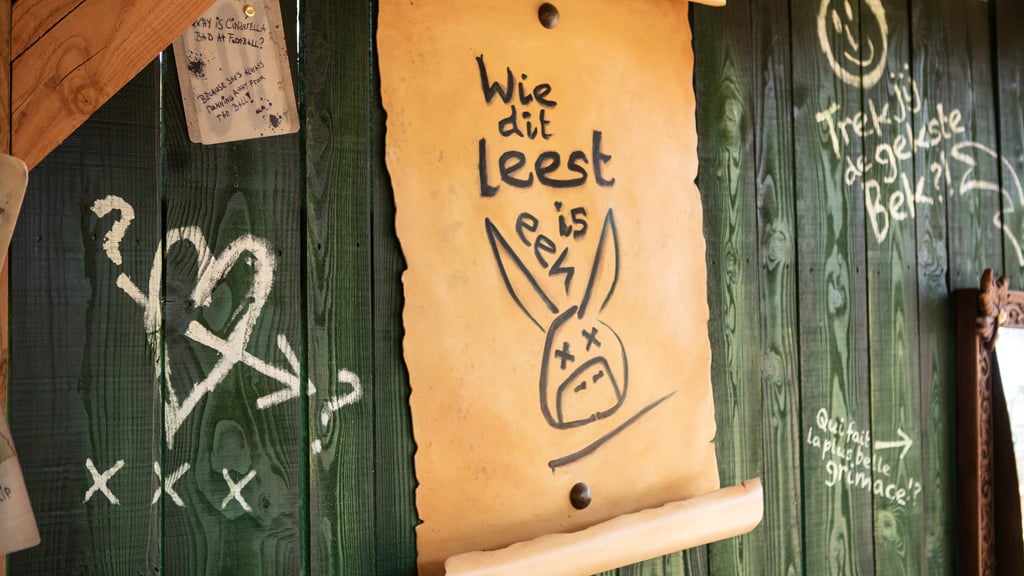 WHY IS CINDERELLA
BAD AT FOOTBALL?
BECAUSE SHE'S ALWAYS
RUNNING AWAY FROM
THE BALL!
Wie
dit
leest
is
een
Trek jij
de gekste
Bek?!
Qui fait
la plus belle
grimace!?
?
?
x x x